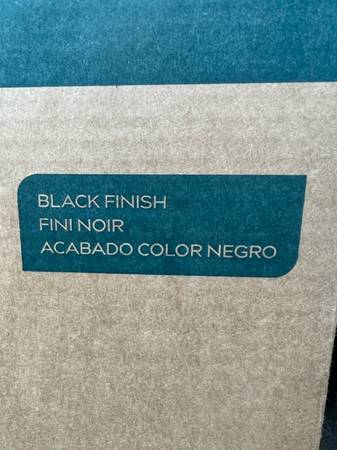 BLACK FINISH
FINI NOIR
ACABADO COLOR NEGRO